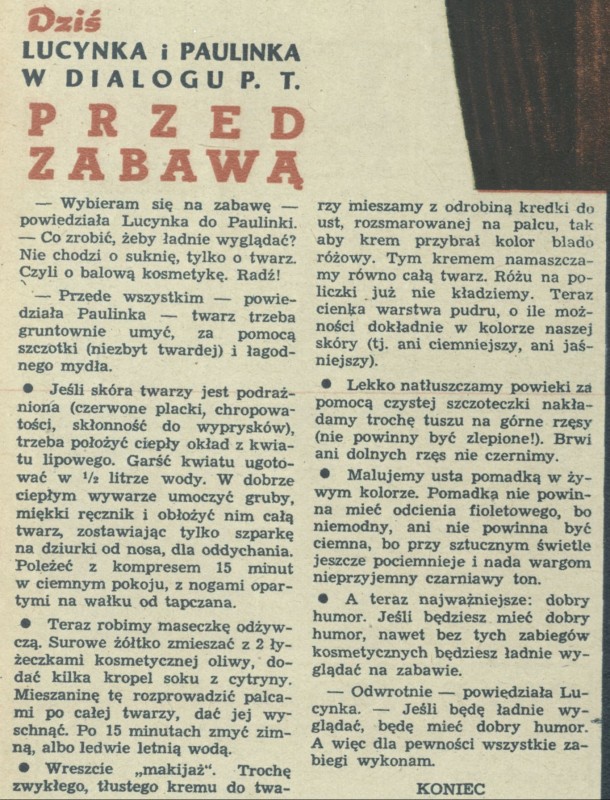 Dziś
LUCYNKA i PAULINKA
W DIALOGU P. T.
PRZED
ZABAWĄ
— Wybieram się na zabawę —
powiedziała Lucynka do Paulinki.
— Co zrobić, żeby ładnie wyglądać?
Nie chodzi o suknię, tylko o twarz.
Czyli o balową kosmetykę. Radź!
— Przede wszystkim — powie-
działa Paulinka — twarz trzeba
gruntownie umyć, za pomocą
szczotki (niezbyt twardej) i łagod-
nego mydła.
● Jeśli skóra twarzy jest podraż-
niona (czerwone placki, chropowa-
tości, skłonność do wyprysków),
trzeba położyć ciepły okład z kwia-
tu lipowego. Garść kwiatu ugoto-
wać w ½ litrze wody. W dobrze
ciepłym wywarze umoczyć gruby,
miękki ręcznik i obłożyć nim całą
twarz, zostawiając tylko szparkę
na dziurki od nosa, dla oddychania.
Poleżeć z kompresem 15 minut
w ciemnym pokoju, z nogami opar-
tymi na wałku od tapczana.
● Teraz robimy maseczkę odżyw-
czą. Surowe żółtko zmieszać z 2 ły-
żeczkami kosmetycznej oliwy, do-
dać kilka kropel soku z cytryny.
Mieszaninę tę rozprowadzić palca-
mi po całej twarzy, dać jej wy-
schnąć. Po 15 minutach zmyć zim-
ną, albo ledwie letnią wodą.
● Wreszcie „makijaż". Trochę
zwykłego, tłustego kremu do twa-
rzy mieszamy z odrobiną kredki do
ust, rozsmarowanej na palcu, tak
aby krem przybrał kolor blado
różowy. Tym kremem namaszcza-
my równo całą twarz. Różu na po-
liczki już nie kładziemy. Teraz
cienka warstwa pudru, o ile moż-
ności dokładnie w kolorze naszej
skóry (tj. ani ciemniejszy, ani jaś-
niejszy).
● Lekko natłuszczamy powieki za
pomocą czystej szczoteczki nakła-
damy trochę tuszu na górne rzęsy
(nie powinny być zlepione!). Brwi
ani dolnych rzęs nie czernimy.
● Malujemy usta pomadką w ży-
wym kolorze. Pomadka nie powin-
na mieć odcienia fioletowego, bo
niemodny, ani nie powinna być
ciemna, bo przy sztucznym świetle
jeszcze pociemnieje i nada wargom
nieprzyjemny czarniawy ton.
● A teraz najważniejsze: dobry
humor. Jeśli będziesz mieć dobry
humor, nawet bez tych zabiegów
kosmetycznych będziesz ładnie wy-
glądać na zabawie.
— Odwrotnie — powiędziała Lu-
cynka. — Jeśli będę ładnie wy-
glądać, będę mieć dobry humor.
A więc dla pewności wszystkie za-
biegi wykonam.
KONIEC